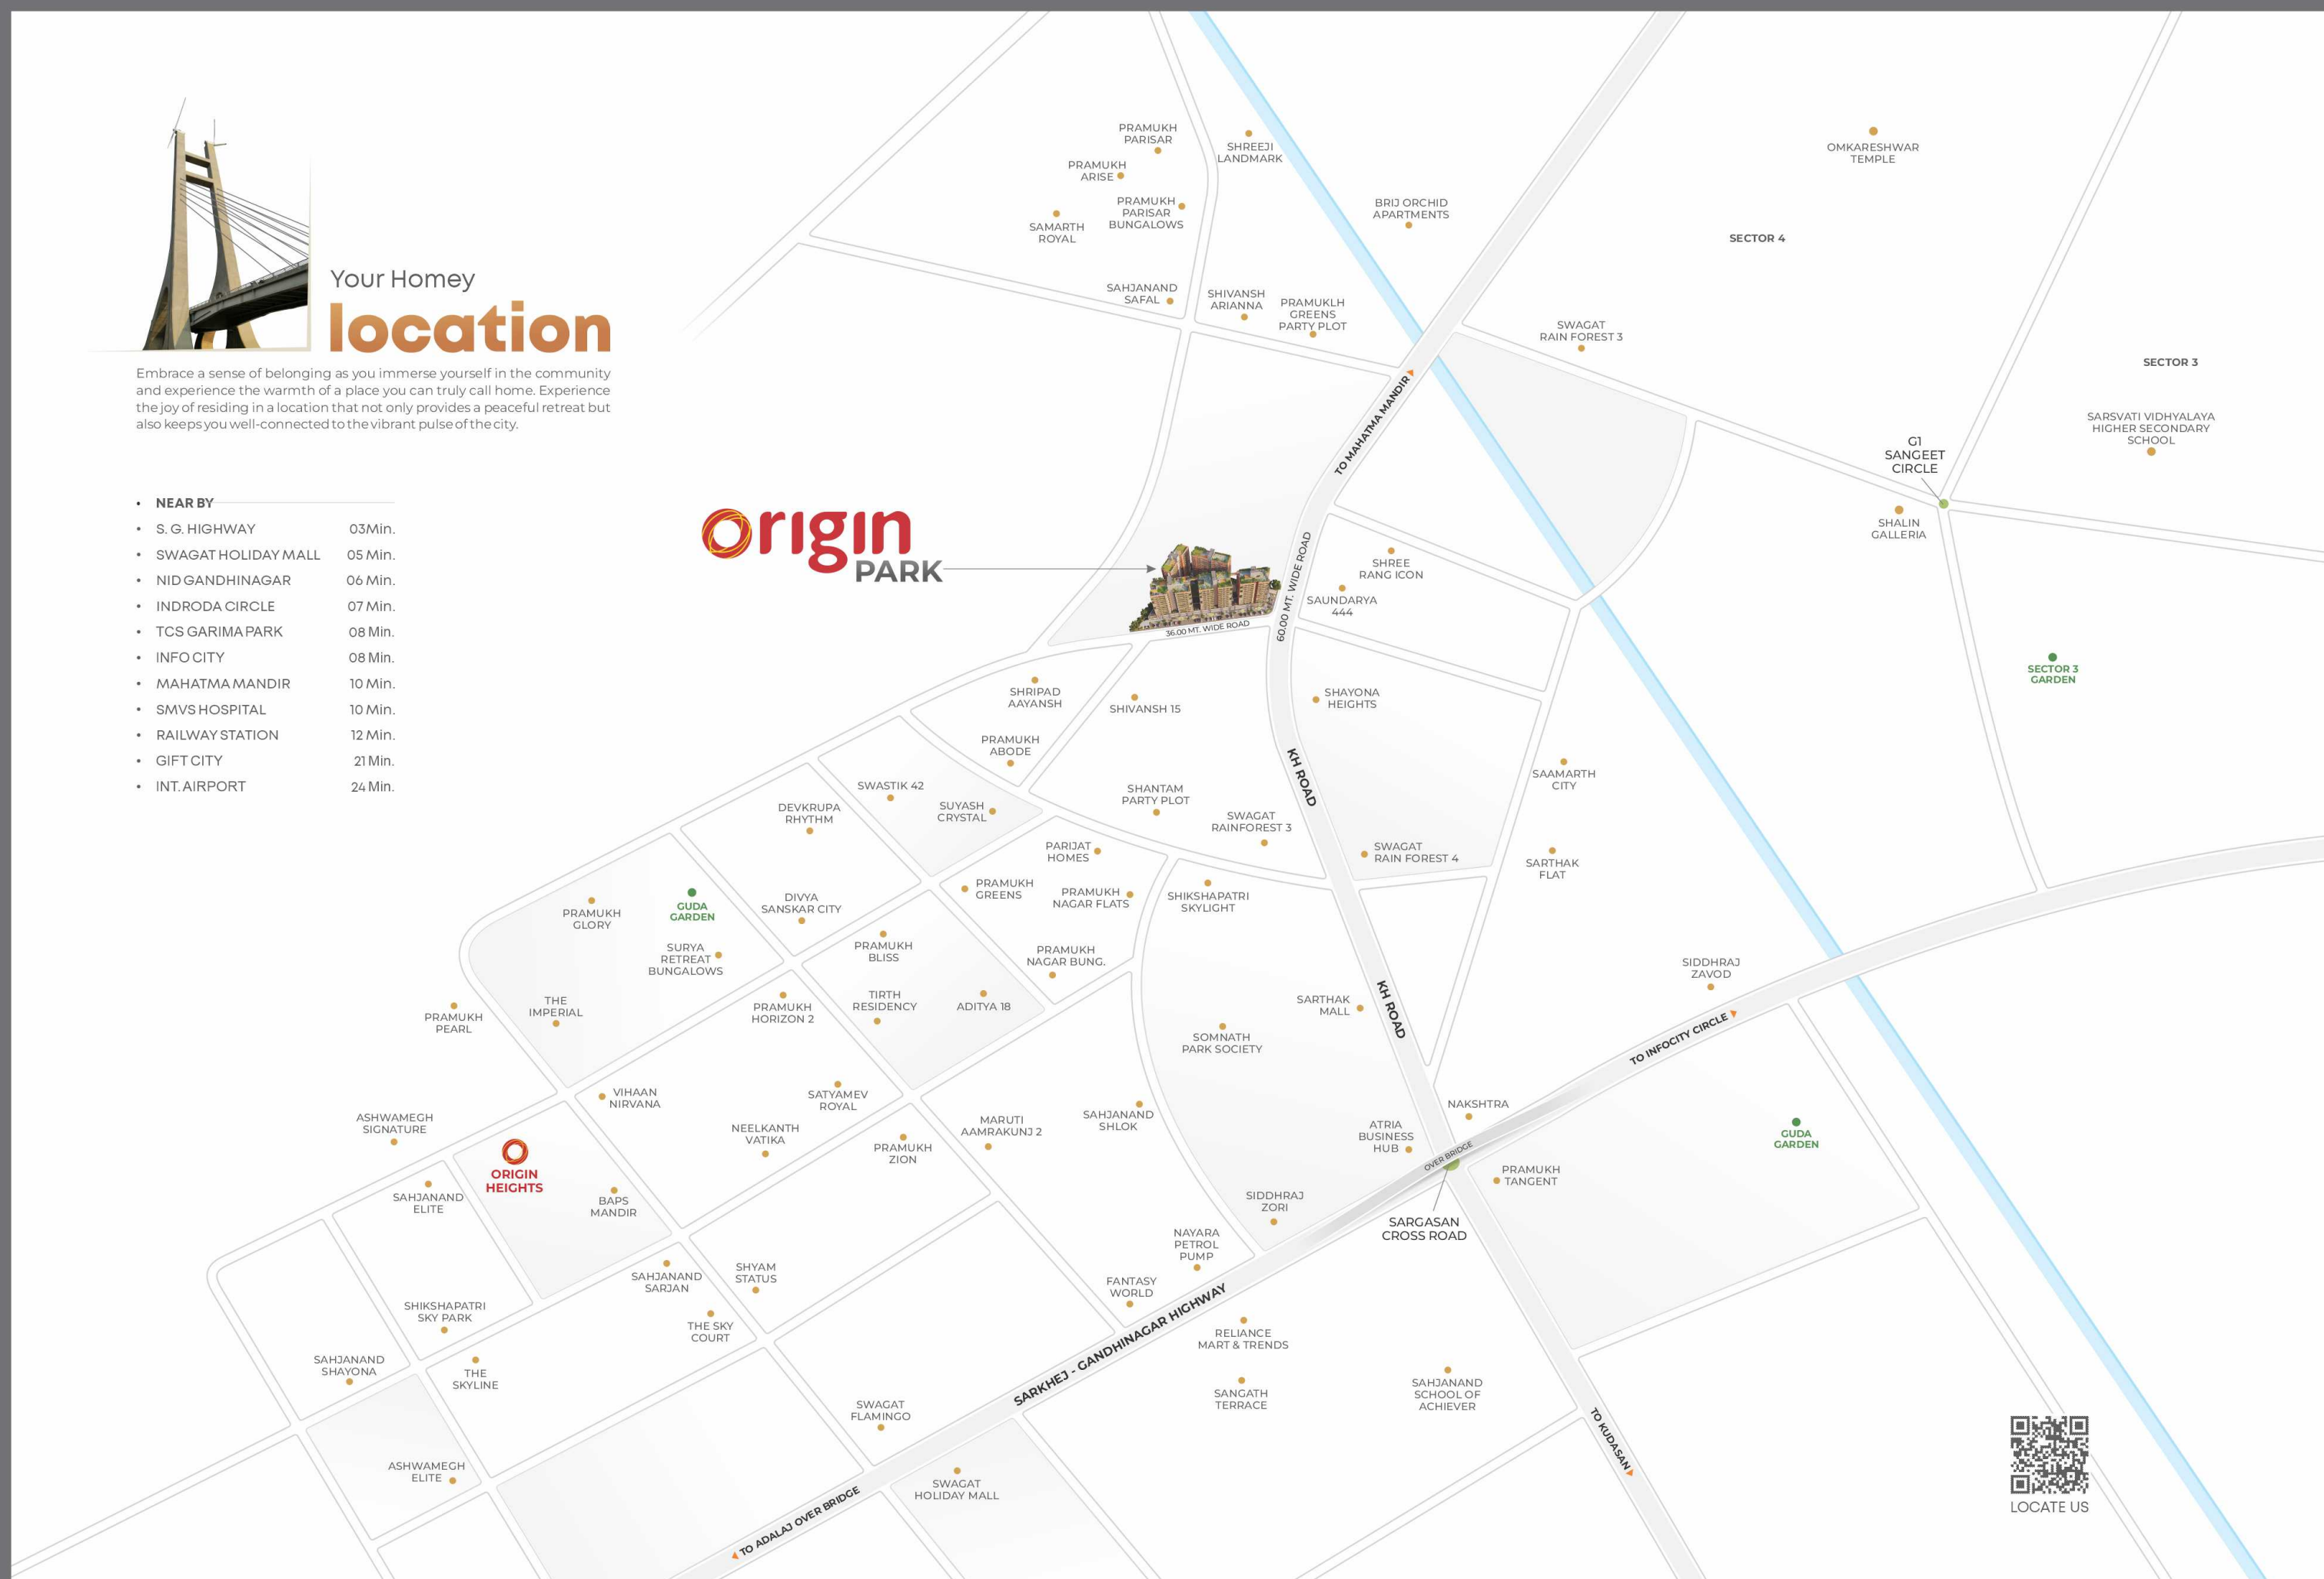 Your Homey
location
Embrace a sense of belonging as you immerse yourself in the community
and experience the warmth of a place you can truly call home. Experience
the joy of residing in a location that not only provides a peaceful retreat but
also keeps you well-connected to the vibrant pulse of the city.
• NEAR BY
• S. G. HIGHWAY 03Min.
• SWAGAT HOLIDAY MALL 05 Min.
• NID GANDHINAGAR 06 Min.
• INDRODA CIRCLE 07 Min.
• TCS GARIMA PARK 08 Min.
• INFO CITY 08 Min.
• MAHATMA MANDIR 10 Min.
• SMVS HOSPITAL 10 Min.
• RAILWAY STATION 12 Min.
• GIFT CITY 21 Min.
• INT. AIRPORT 24 Min.
PRAMUKH
PARISAR
PRAMUKH
ARISE
SHREEJI
LANDMARK
PRAMUKH
PARISAR
BUNGALOWS
SAMARTH
ROYAL
BRIJ ORCHID
APARTMENTS
OMKARESHWAR
TEMPLE
SECTOR 4
SAHJANAND
SAFAL
SHIVANSH
ARIANNA
PRAMUKLH
GREENS
PARTY PLOT
SWAGAT
RAIN FOREST 3
SECTOR 3
TO MAHATMA MANDIR
SARSVATI VIDHYALAYA
HIGHER SECONDARY
SCHOOL
G1
SANGEET
CIRCLE
SHALIN
GALLERIA
Origin
PARK
36.00 MT. WIDE ROAD
60.00 MT. WIDE ROAD
SHREE
RANG ICON
SAUNDARYA
444
SECTOR 3
GARDEN
SHRIPAD
AAYANSH
SHIVANSH 15
SHAYONA
HEIGHTS
PRAMUKH
ABODE
KH ROAD
SAAMARTH
CITY
SWASTIK 42
SUYASH
CRYSTAL
DEVKRUPA
RHYTHM
SHANTAM
PARTY PLOT
SWAGAT
RAINFOREST 3
PARIJAT
HOMES
SWAGAT
RAIN FOREST 4
SARTHAK
FLAT
PRAMUKH
GREENS
PRAMUKH
NAGAR FLATS
SHIKSHAPATRI
SKYLIGHT
PRAMUKH
GLORY
GUDA
GARDEN
DIVYA
SANSKAR CITY
SURYA
RETREAT
BUNGALOWS
PRAMUKH
BLISS
PRAMUKH
NAGAR BUNG.
SIDDHRAJ
ZAVOD
PRAMUKH
PEARL
THE
IMPERIAL
PRAMUKH
HORIZON 2
TIRTH
RESIDENCY
ADITYA 18
SARTHAK
MALL
KH ROAD
SOMNATH
PARK SOCIETY
TO INFOCITY CIRCLE
VIHAAN
NIRVANA
SATYAMEV
ROYAL
ASHWAMEGH
SIGNATURE
NEELKANTH
VATIKA
PRAMUKH
ZION
MARUTI
AAMRAKUNJ 2
SAHJANAND
SHLOK
NAKSHTRA
ATRIA
BUSINESS
HUB
OVER BRIDGE
GUDA
GARDEN
ORIGIN
HEIGHTS
SAHJANAND
ELITE
BAPS
MANDIR
PRAMUKH
TANGENT
SIDDHRAJ
ZORI
SARGASAN
CROSS ROAD
NAYARA
PETROL
PUMP
SAHJANAND
SARJAN
SHYAM
STATUS
FANTASY
WORLD
SHIKSHAPATRI
SKY PARK
THE SKY
COURT
SARKHEJ - GANDHINAGAR HIGHWAY
RELIANCE
MART & TRENDS
SAHJANAND
SHAYONA
THE
SKYLINE
SANGATH
TERRACE
SAHJANAND
SCHOOL OF
ACHIEVER
SWAGAT
FLAMINGO
TO KUDASAN
ASHWAMEGH
ELITE
SWAGAT
HOLIDAY MALL
TO ADALAJ OVER BRIDGE
LOCATE US